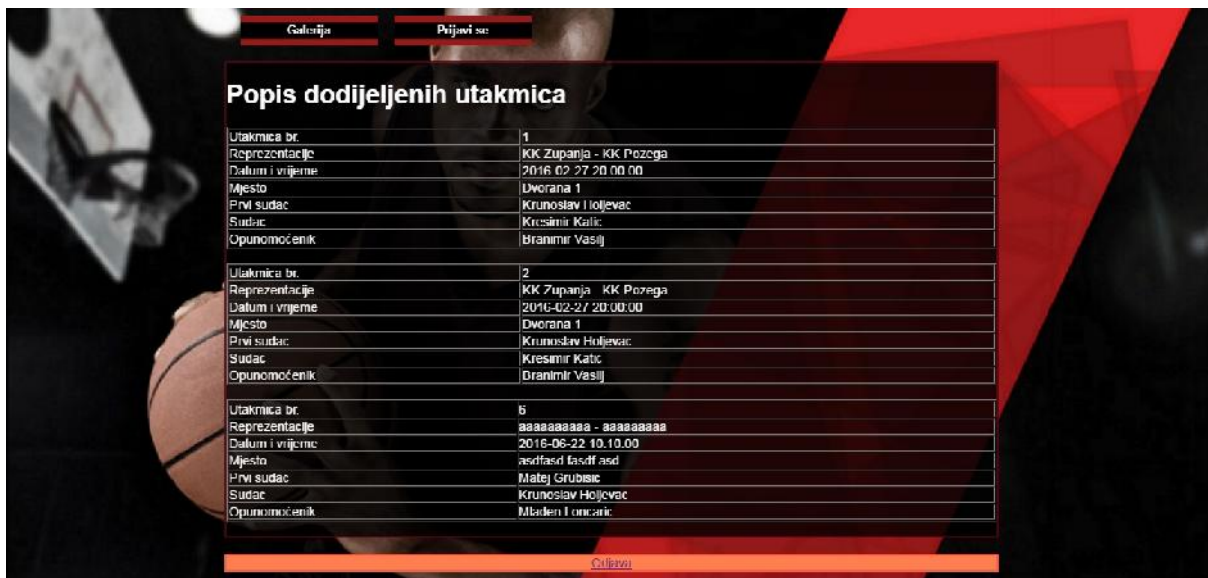 Galerija Prijavi se
Popis dodijeljenih utakmica
Utakmica br. 1
Reprezentacije KK Zupanja - KK Pozega
Datum i vrijeme 2016-02-27 20:00:00
Mjesto Dvorana 1
Prvi sudac Krunoslav Holjevac
Sudac Kresimir Katic
Opunomoćenik Branimir Vasilj
Utakmica br. 2
Reprezentacije KK Zupanja - KK Pozega
Datum i vrijeme 2016-02-27 20:00:00
Mjesto Dvorana 1
Prvi sudac Krunoslav Holjevac
Sudac Kresimir Katic
Opunomoćenik Branimir Vasilj
Utakmica br. 6
Reprezentacije aaaaaaaaaa - aaaaaaaaa
Datum i vrijeme 2016-06-22 10:10:00
Mjesto asdfasd fasdf asd
Prvi sudac Matej Grubisic
Sudac Krunoslav Holjevac
Opunomoćenik Mladen Loncaric
Odjava